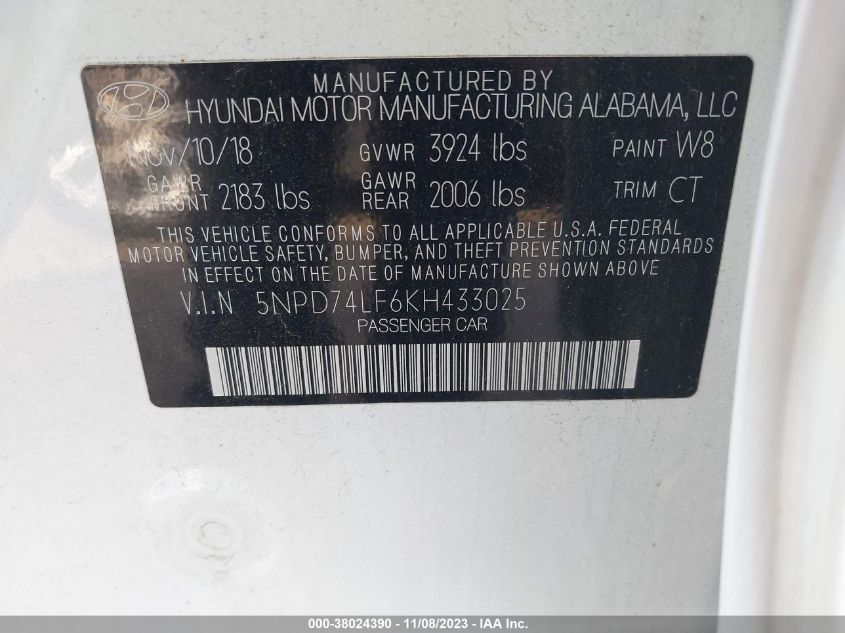 MANUFACTURED BY
HYUNDAI MOTOR MANUFACTURING ALABAMA, LLC
NOV/10/18 GVWR 3924 lbs PAINT W8
GAWR FRONT 2183 lbs GAWR REAR 2006 lbs TRIM CT
THIS VEHICLE CONFORMS TO ALL APPLICABLE U.S.A. FEDERAL
MOTOR VEHICLE SAFETY, BUMPER, AND THEFT PREVENTION STANDARDS
IN EFFECT ON THE DATE OF MANUFACTURE SHOWN ABOVE
V.I.N 5NPD74LF6KH433025
PASSENGER CAR
000-38024390 - 11/08/2023 - IAA Inc.